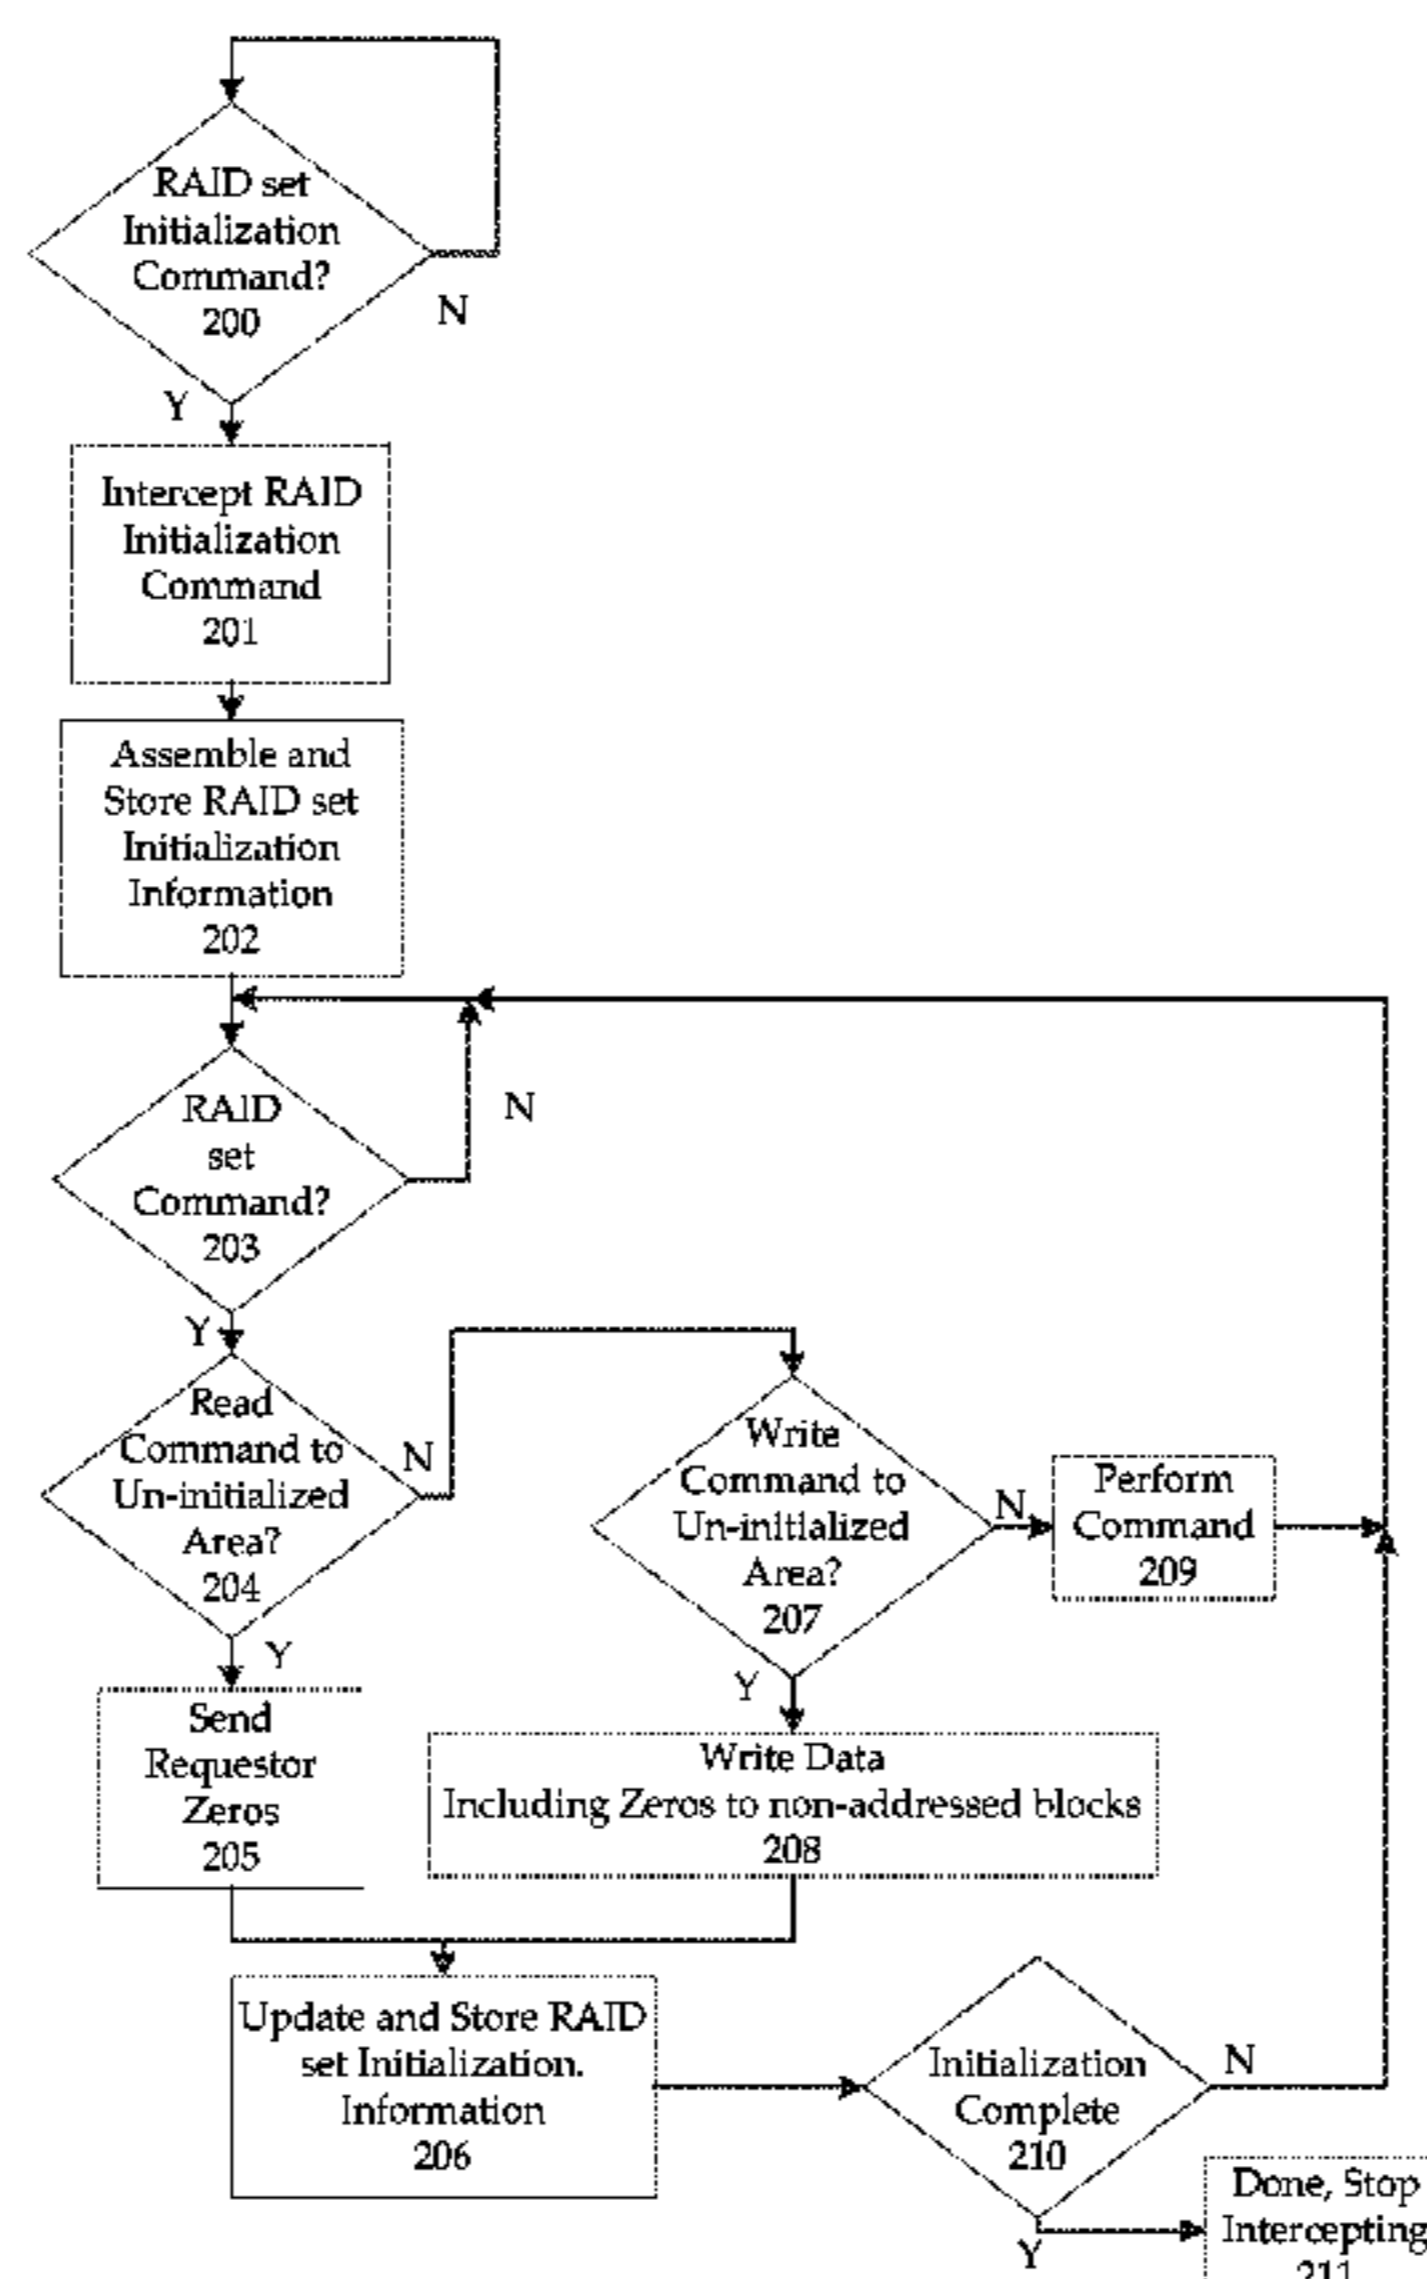 RAID set
Initialization
Command?
200
N
Y
Intercept RAID
Initialization
Command
201
Assemble and
Store RAID set
Initialization
Information
202
RAID
set
Command?
203
N
Y
Read
Command to
Un-initialized
Area?
204
N
Y
Write
Command to
Un-initialized
Area?
207
N
Y
Perform
Command
209
Send
Requestor
Zeros
205
Write Data
Including Zeros to non-addressed blocks
208
Update and Store RAID
set Initialization.
Information
206
Initialization
Complete
210
N
Y
Done, Stop
Intercepting
211